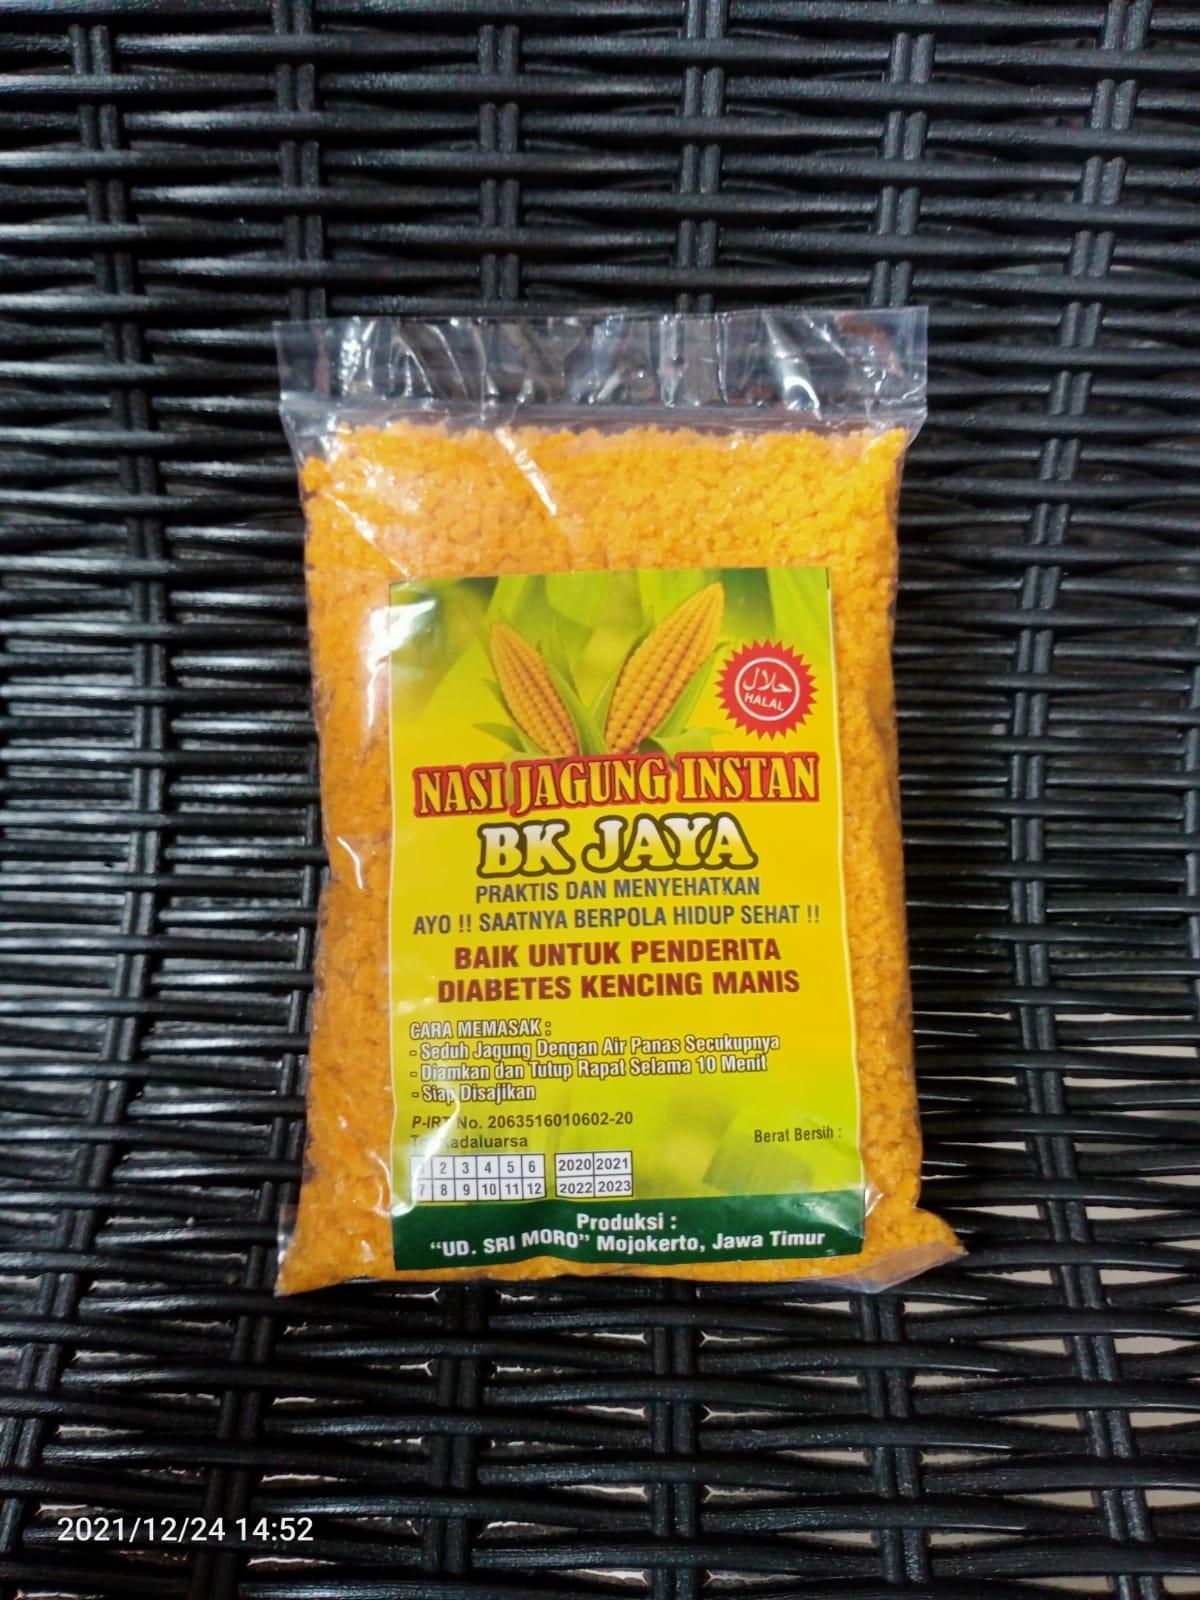 حلال
HALAL
NASI JAGUNG INSTAN
BK JAYA
PRAKTIS DAN MENYEHATKAN
AYO !! SAATNYA BERPOLA HIDUP SEHAT !!
BAIK UNTUK PENDERITA
DIABETES KENCING MANIS
CARA MEMASAK :
- Seduh Jagung Dengan Air Panas Secukupnya
- Diamkan dan Tutup Rapat Selama 10 Menit
- Siap Disajikan
P-IRT No. 2063516010602-20
Berat Bersih :
Kadaluarsa
1 2 3 4 5 6 2020 2021
7 8 9 10 11 12 2022 2023
Produksi :
“UD. SRI MORO” Mojokerto, Jawa Timur
2021/12/24 14:52